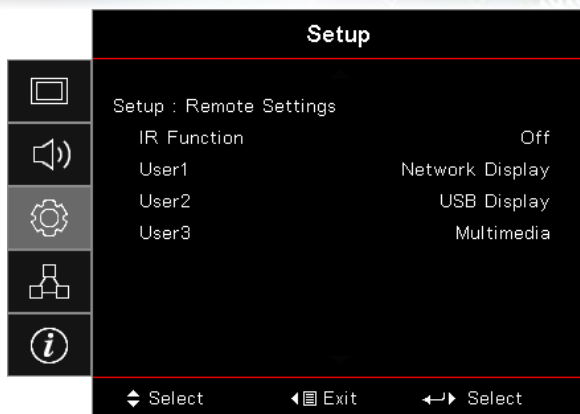 Setup
Setup : Remote Settings
IR Function Off
User1 Network Display
User2 USB Display
User3 Multimedia
Select Exit Select